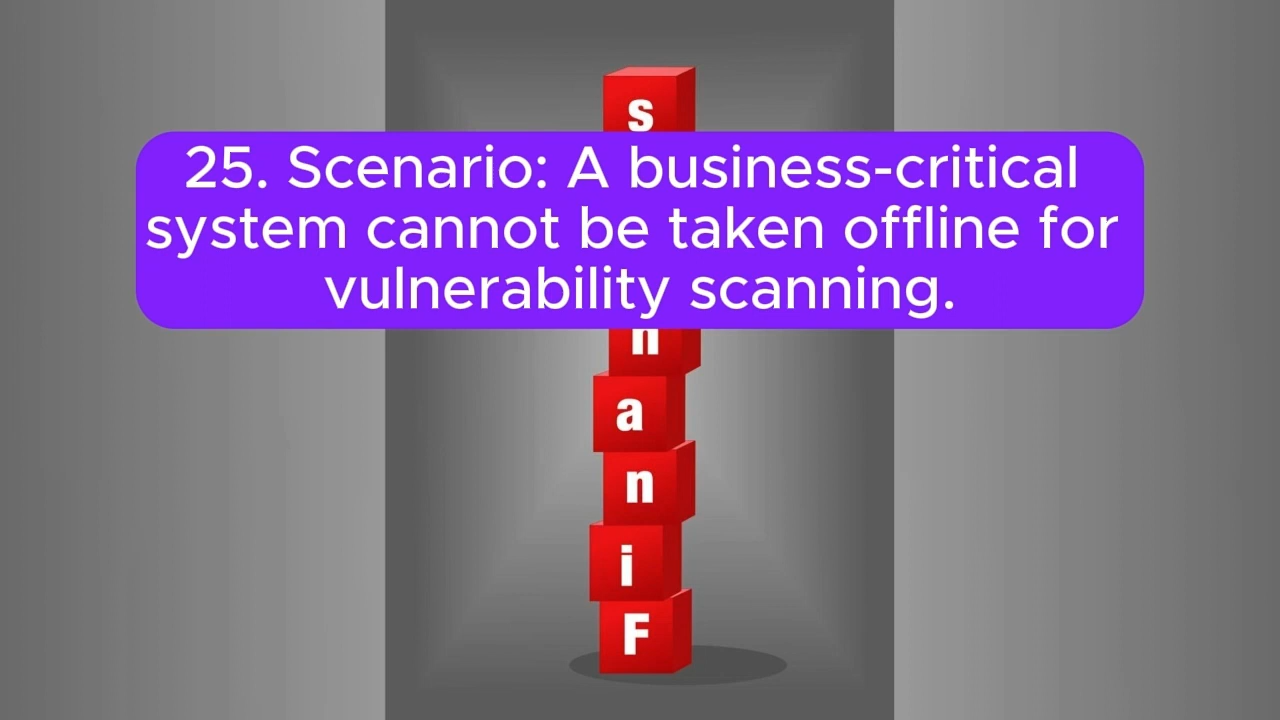 s
25. Scenario: A business-critical
system cannot be taken offline for
vulnerability scanning.
n
a
n
i
F